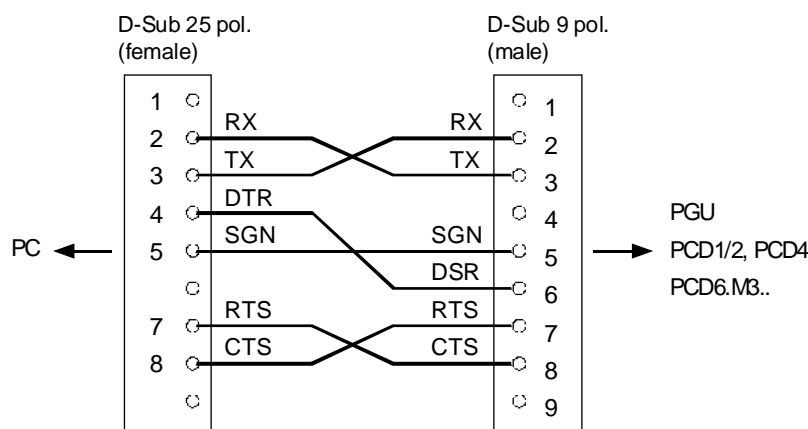 D-Sub 25 pol.
(female)
D-Sub 9 pol.
(male)
1
1
2 RX RX 2
3 TX TX 3
4 DTR 4
5 SGN SGN 5
DSR 6
7 RTS RTS 7
8 CTS CTS 8
9
PC
PGU
PCD1/2, PCD4
PCD6.M3..